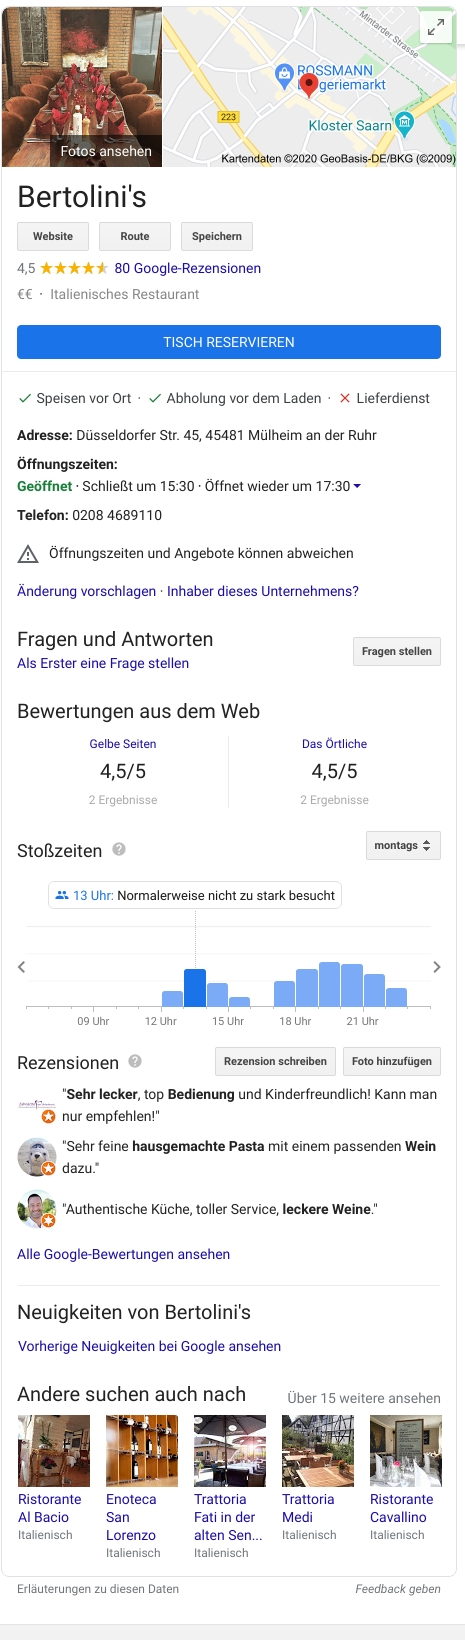 Mintarder Strasse
ROSSMANN
geriemarkt
223
Kloster Saarn
Fotos ansehen
Kartendaten ©2020 GeoBasis-DE/BKG (©2009)
Bertolini's
Website Route Speichern
4,5 80 Google-Rezensionen
€€ · Italienisches Restaurant
TISCH RESERVIEREN
Speisen vor Ort · Abholung vor dem Laden · Lieferdienst
Adresse: Düsseldorfer Str. 45, 45481 Mülheim an der Ruhr
Öffnungszeiten:
Geöffnet · Schließt um 15:30 · Öffnet wieder um 17:30
Telefon: 0208 4689110
Öffnungszeiten und Angebote können abweichen
Änderung vorschlagen · Inhaber dieses Unternehmens?
Fragen und Antworten
Als Erster eine Frage stellen
Fragen stellen
Bewertungen aus dem Web
Gelbe Seiten Das Örtliche
4,5/5 4,5/5
2 Ergebnisse 2 Ergebnisse
Stoßzeiten ? montags
13 Uhr: Normalerweise nicht zu stark besucht
09 Uhr 12 Uhr 15 Uhr 18 Uhr 21 Uhr
Rezensionen ? Rezension schreiben Foto hinzufügen
"Sehr lecker, top Bedienung und Kinderfreundlich! Kann man
nur empfehlen!"
"Sehr feine hausgemachte Pasta mit einem passenden Wein
dazu."
"Authentische Küche, toller Service, leckere Weine."
Alle Google-Bewertungen ansehen
Neuigkeiten von Bertolini's
Vorherige Neuigkeiten bei Google ansehen
Andere suchen auch nach Über 15 weitere ansehen
Ristorante Enoteca Trattoria Trattoria Ristorante
Al Bacio San Fati in der Medi Cavallino
Italienisch Lorenzo alten Sen... Italienisch Italienisch
Italienisch Italienisch
Erläuterungen zu diesen Daten Feedback geben